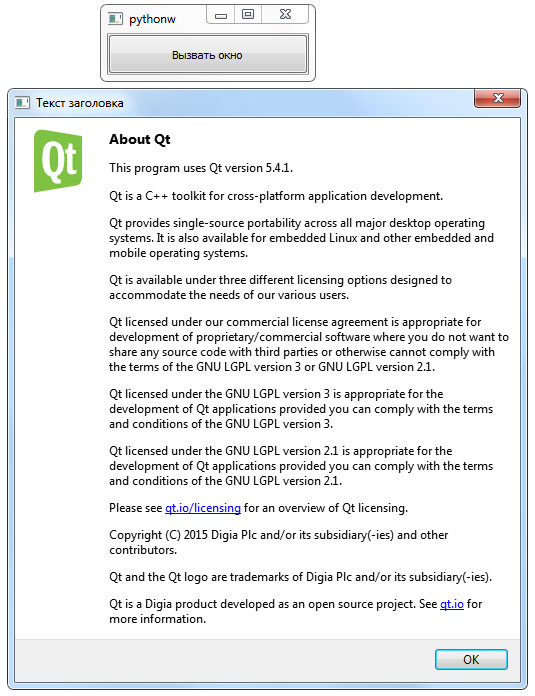 pythonw
Вызвать окно
Текст заголовка
Qt
About Qt
This program uses Qt version 5.4.1.
Qt is a C++ toolkit for cross-platform application development.
Qt provides single-source portability across all major desktop operating
systems. It is also available for embedded Linux and other embedded and
mobile operating systems.
Qt is available under three different licensing options designed to
accommodate the needs of our various users.
Qt licensed under our commercial license agreement is appropriate for
development of proprietary/commercial software where you do not want to
share any source code with third parties or otherwise cannot comply with
the terms of the GNU LGPL version 3 or GNU LGPL version 2.1.
Qt licensed under the GNU LGPL version 3 is appropriate for the
development of Qt applications provided you can comply with the terms
and conditions of the GNU LGPL version 3.
Qt licensed under the GNU LGPL version 2.1 is appropriate for the
development of Qt applications provided you can comply with the terms
and conditions of the GNU LGPL version 2.1.
Please see qt.io/licensing for an overview of Qt licensing.
Copyright (C) 2015 Digia Plc and/or its subsidiary(-ies) and other
contributors.
Qt and the Qt logo are trademarks of Digia Plc and/or its subsidiary(-ies).
Qt is a Digia product developed as an open source project. See qt.io for
more information.
OK